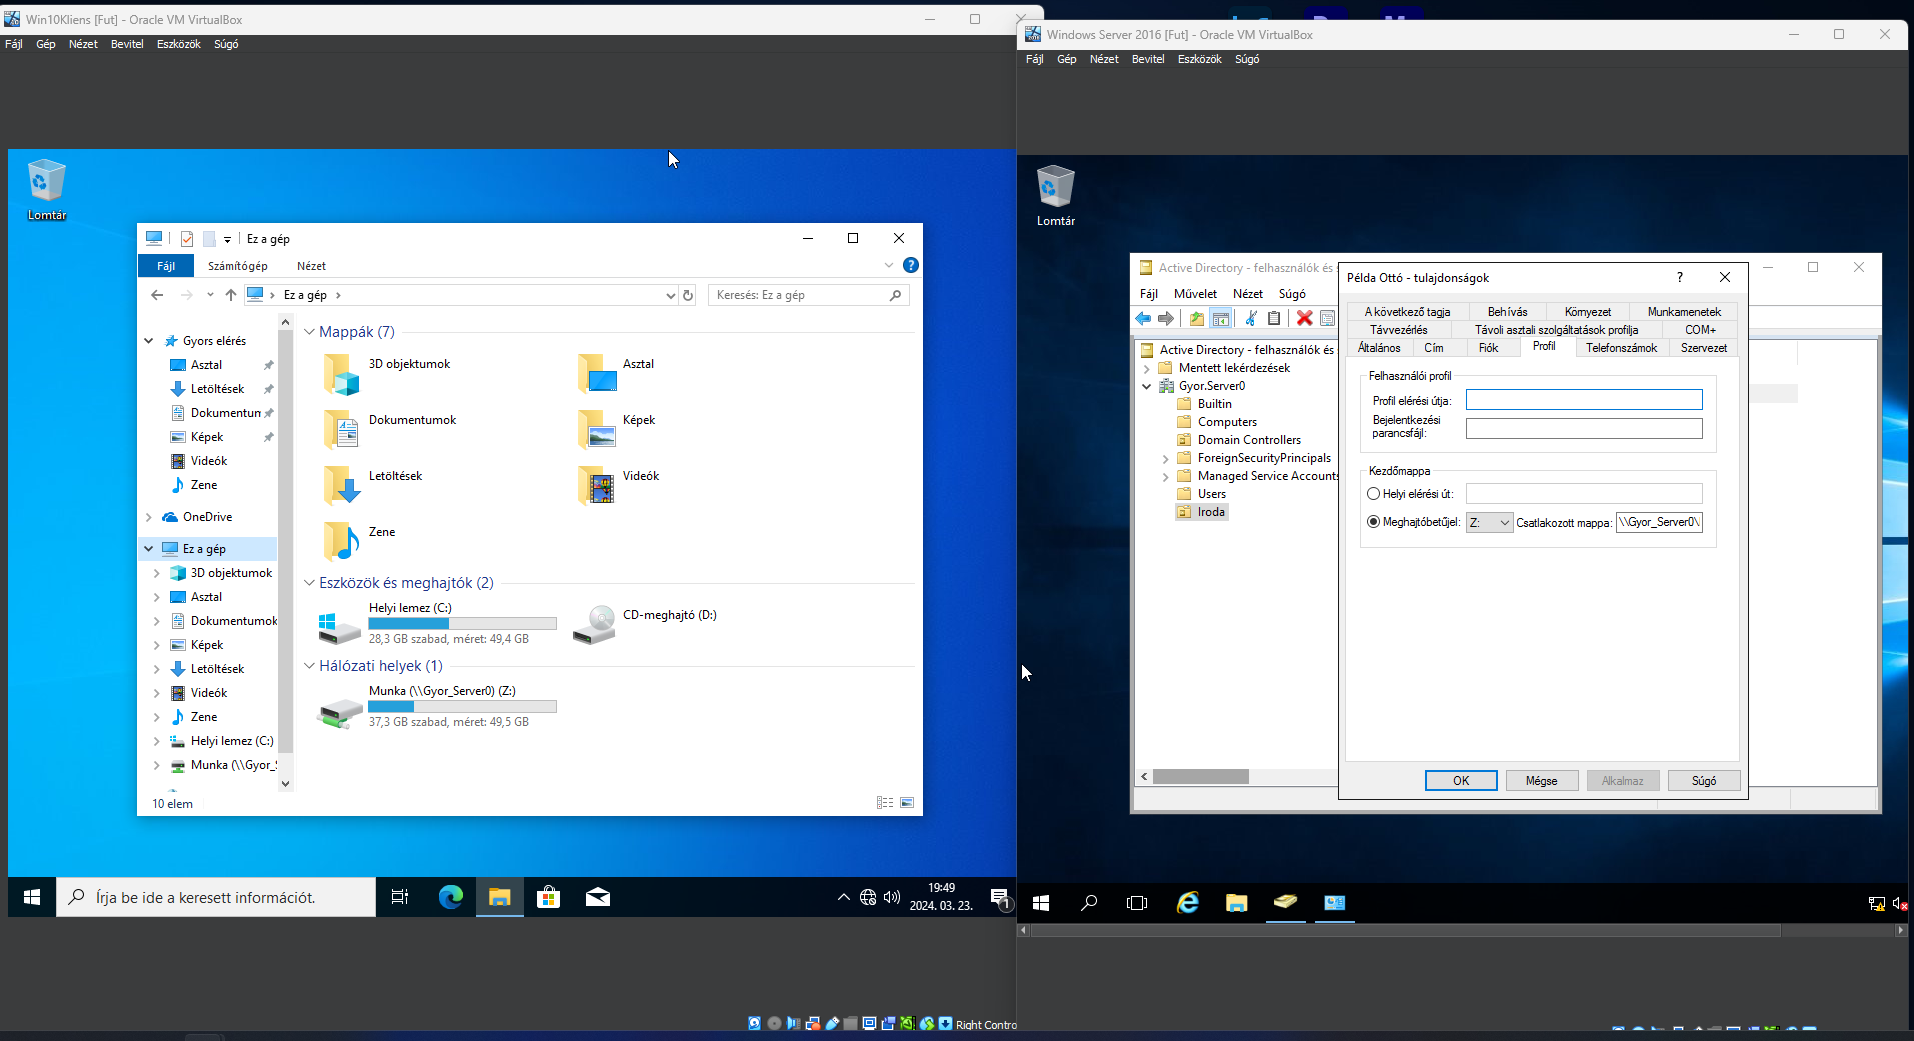 Win10Kliens [Fut] - Oracle VM VirtualBox
Fájl Gép Nézet Bevitel Eszközök Súgó
Lomtár
Ez a gép
Fájl Számítógép Nézet
Ez a gép
Keresés: Ez a gép
Gyors elérés
Asztal
Letöltések
Dokumentum
Képek
Videók
Zene
OneDrive
Ez a gép
3D objektumok
Asztal
Dokumentumok
Képek
Letöltések
Videók
Zene
Helyi lemez (C:)
Munka (\\Gyor_S
Mappák (7)
3D objektumok
Asztal
Dokumentumok
Képek
Letöltések
Videók
Zene
Eszközök és meghajtók (2)
Helyi lemez (C:)
28,3 GB szabad, méret: 49,4 GB
CD-meghajtó (D:)
Hálózati helyek (1)
Munka (\\Gyor_Server0) (Z:)
37,3 GB szabad, méret: 49,5 GB
10 elem
Írja be ide a keresett információt.
19:49
2024. 03. 23.
1
Right Contro
Windows Server 2016 [Fut] - Oracle VM VirtualBox
Fájl Gép Nézet Bevitel Eszközök Súgó
Lomtár
Active Directory - felhasználók és s
Fájl Művelet Nézet Súgó
Active Directory - felhasználók és
Mentett lekérdezések
Gyor.Server0
Builtin
Computers
Domain Controllers
ForeignSecurityPrincipals
Managed Service Accounts
Users
Iroda
Példa Ottó - tulajdonságok
?
A következő tagja Behívás Környezet Munkamenetek
Távvezérlés Távoli asztali szolgáltatások profilja COM+
Általános Cím Fiók Profil Telefonszámok Szervezet
Felhasználói profil
Profil elérési útja:
Bejelentkezési
parancsfájl:
Kezdőmappa
Helyi elérési út:
Meghajtóbetűjel: Z: Csatlakozott mappa: \\Gyor_Server0\
OK Mégse Alkalmaz Súgó